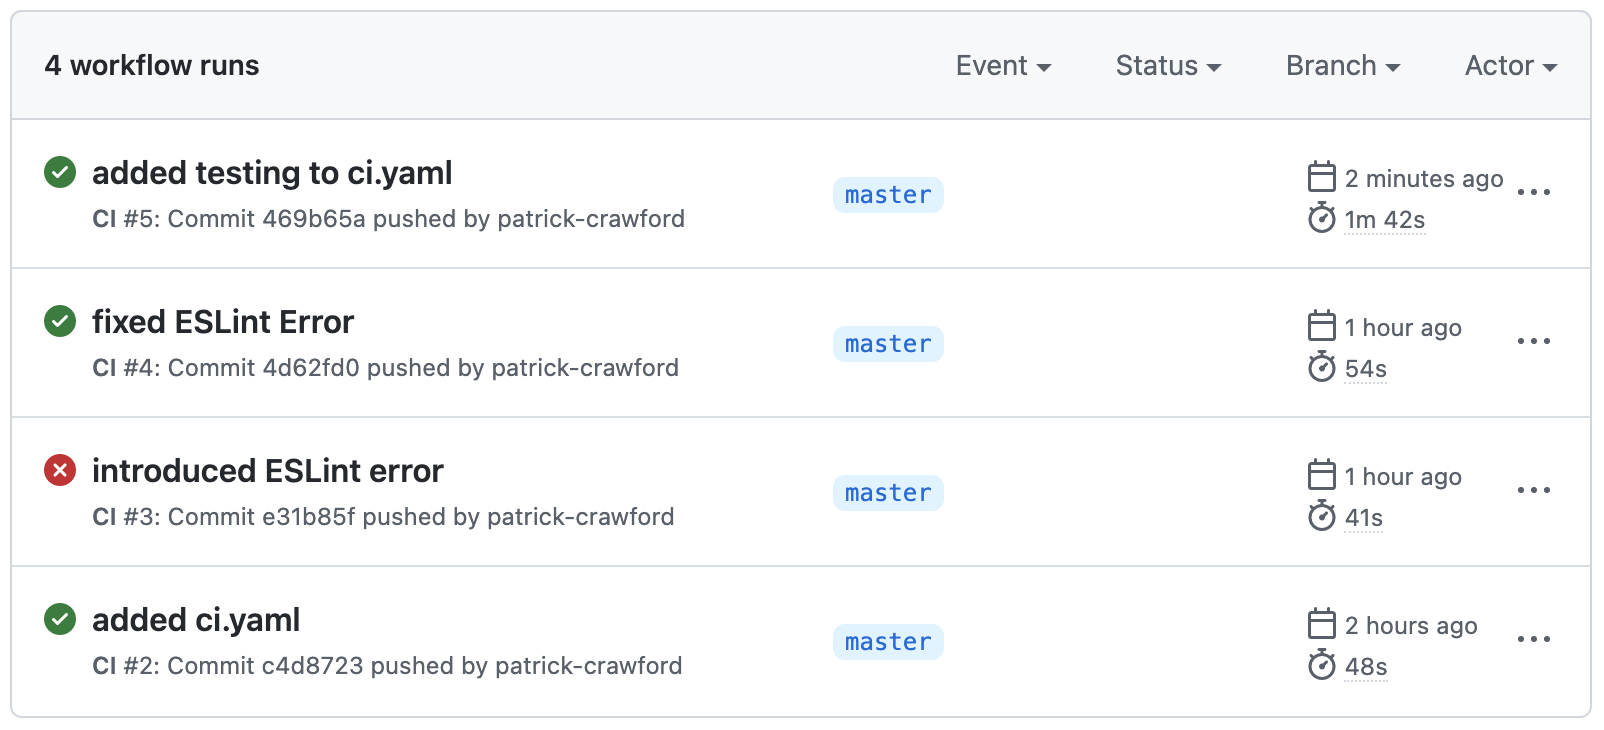 4 workflow runs
Event
Status
Branch
Actor
added testing to ci.yaml
CI #5: Commit 469b65a pushed by patrick-crawford
master
2 minutes ago
1m 42s
fixed ESLint Error
CI #4: Commit 4d62fd0 pushed by patrick-crawford
master
1 hour ago
54s
introduced ESLint error
CI #3: Commit e31b85f pushed by patrick-crawford
master
1 hour ago
41s
added ci.yaml
CI #2: Commit c4d8723 pushed by patrick-crawford
master
2 hours ago
48s